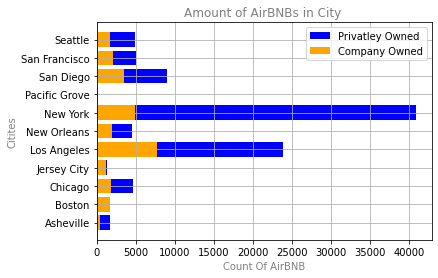 Amount of AirBNBs in City
Privatley Owned
Company Owned
Citites
Seattle
San Francisco
San Diego
Pacific Grove
New York
New Orleans
Los Angeles
Jersey City
Chicago
Boston
Asheville
0 5000 10000 15000 20000 25000 30000 35000 40000
Count Of AirBNB